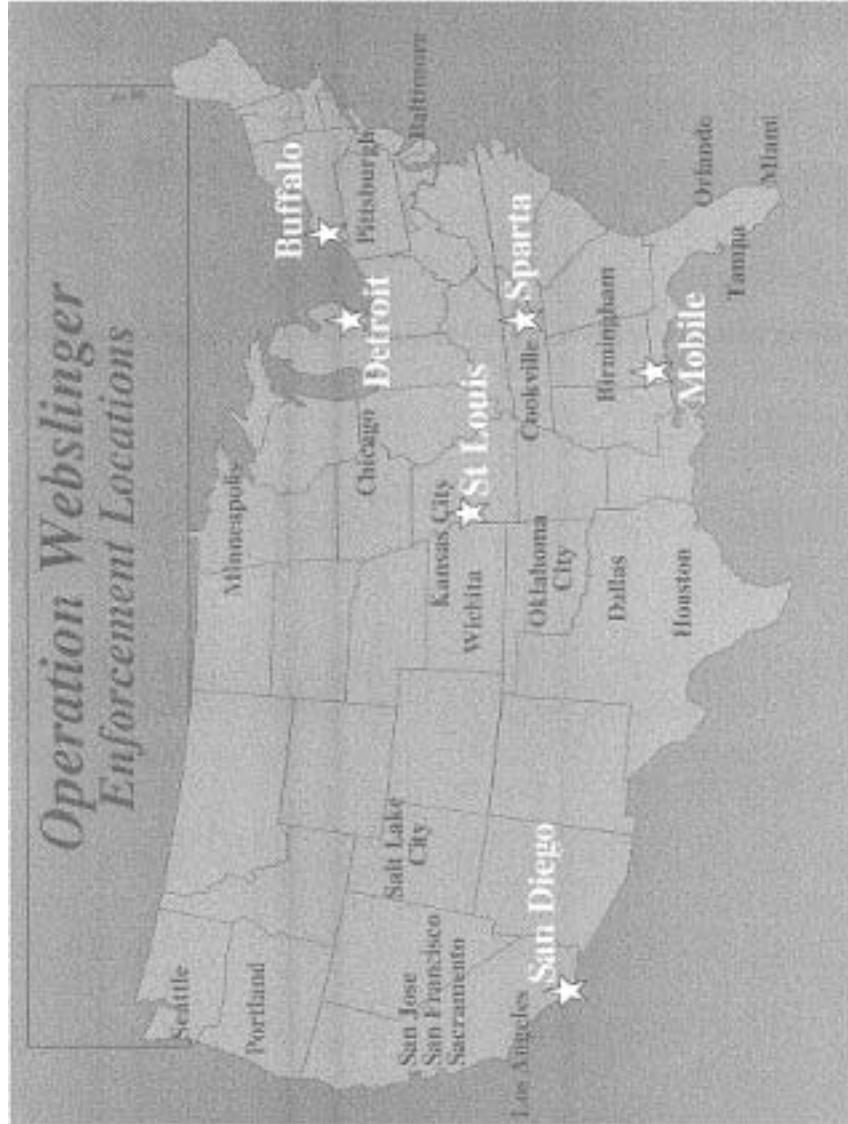 Operation Webslinger
Enforcement Locations
Seattle
Portland
Minneapolis
Buffalo
Detroit
Chicago
Pittsburgh
Baltimore
Salt Lake
City
San Jose
San Francisco
Sacramento
Kansas City
Wichita
St Louis
Los Angeles
San Diego
Oklahoma
City
Cookville
Sparta
Dallas
Birmingham
Houston
Mobile
Orlando
Tampa
Miami